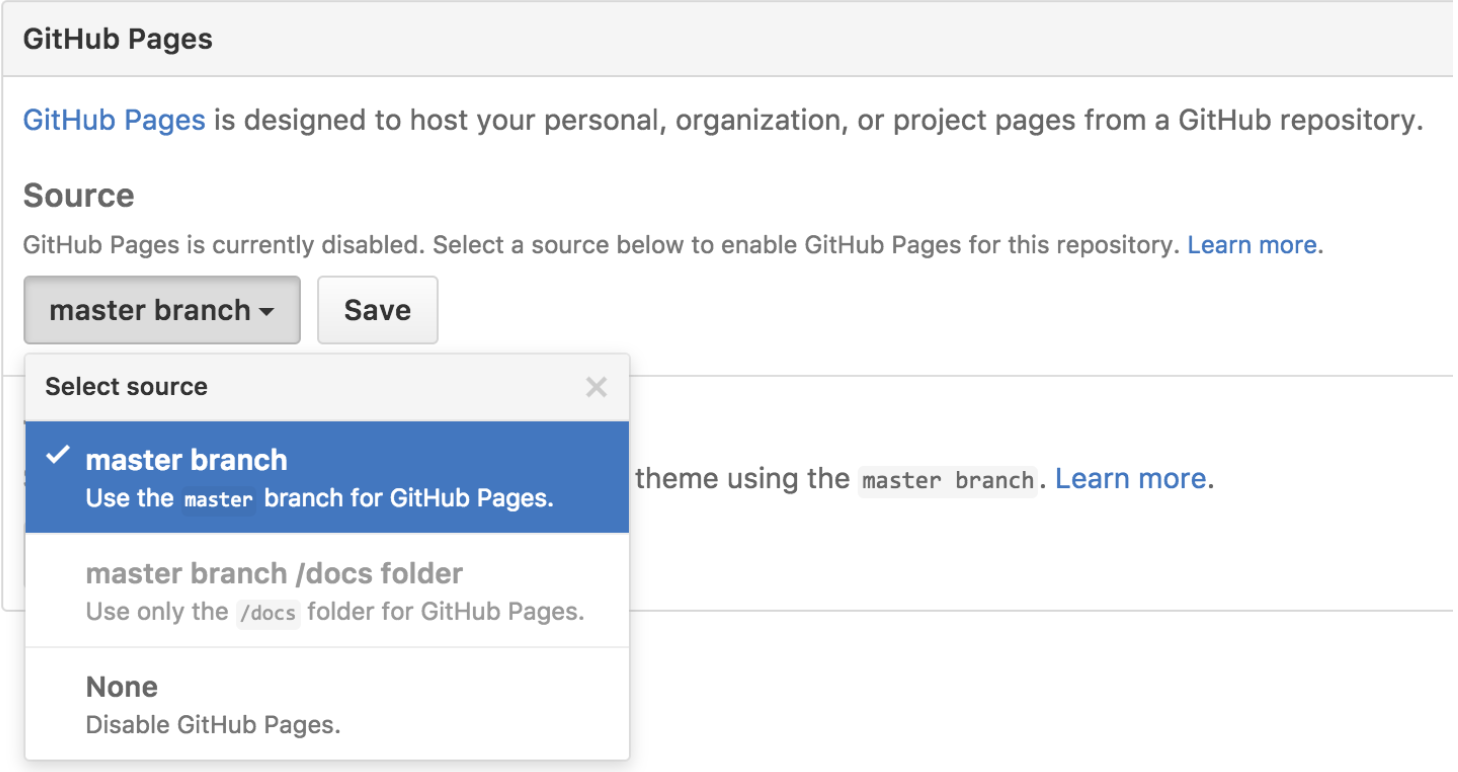 GitHub Pages
GitHub Pages is designed to host your personal, organization, or project pages from a GitHub repository.
Source
GitHub Pages is currently disabled. Select a source below to enable GitHub Pages for this repository. Learn more.
master branch Save
Select source
master branch
Use the master branch for GitHub Pages.
theme using the master branch. Learn more.
master branch /docs folder
Use only the /docs folder for GitHub Pages.
None
Disable GitHub Pages.